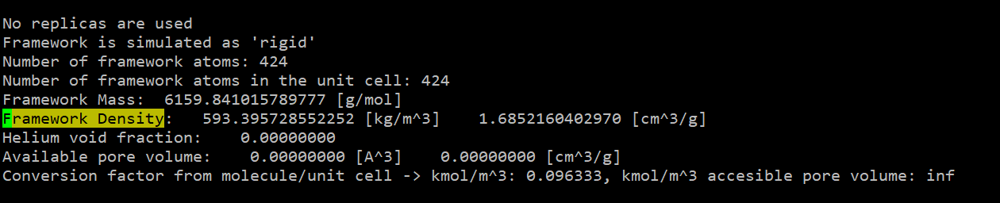 No replicas are used
Framework is simulated as 'rigid'
Number of framework atoms: 424
Number of framework atoms in the unit cell: 424
Framework Mass:  6159.841015789777 [g/mol]
Framework Density:   593.395728552252 [kg/m^3]    1.6852160402970 [cm^3/g]
Helium void fraction:    0.00000000
Available pore volume:    0.00000000 [A^3]    0.00000000 [cm^3/g]
Conversion factor from molecule/unit cell -> kmol/m^3: 0.096333, kmol/m^3 accesible pore volume: inf